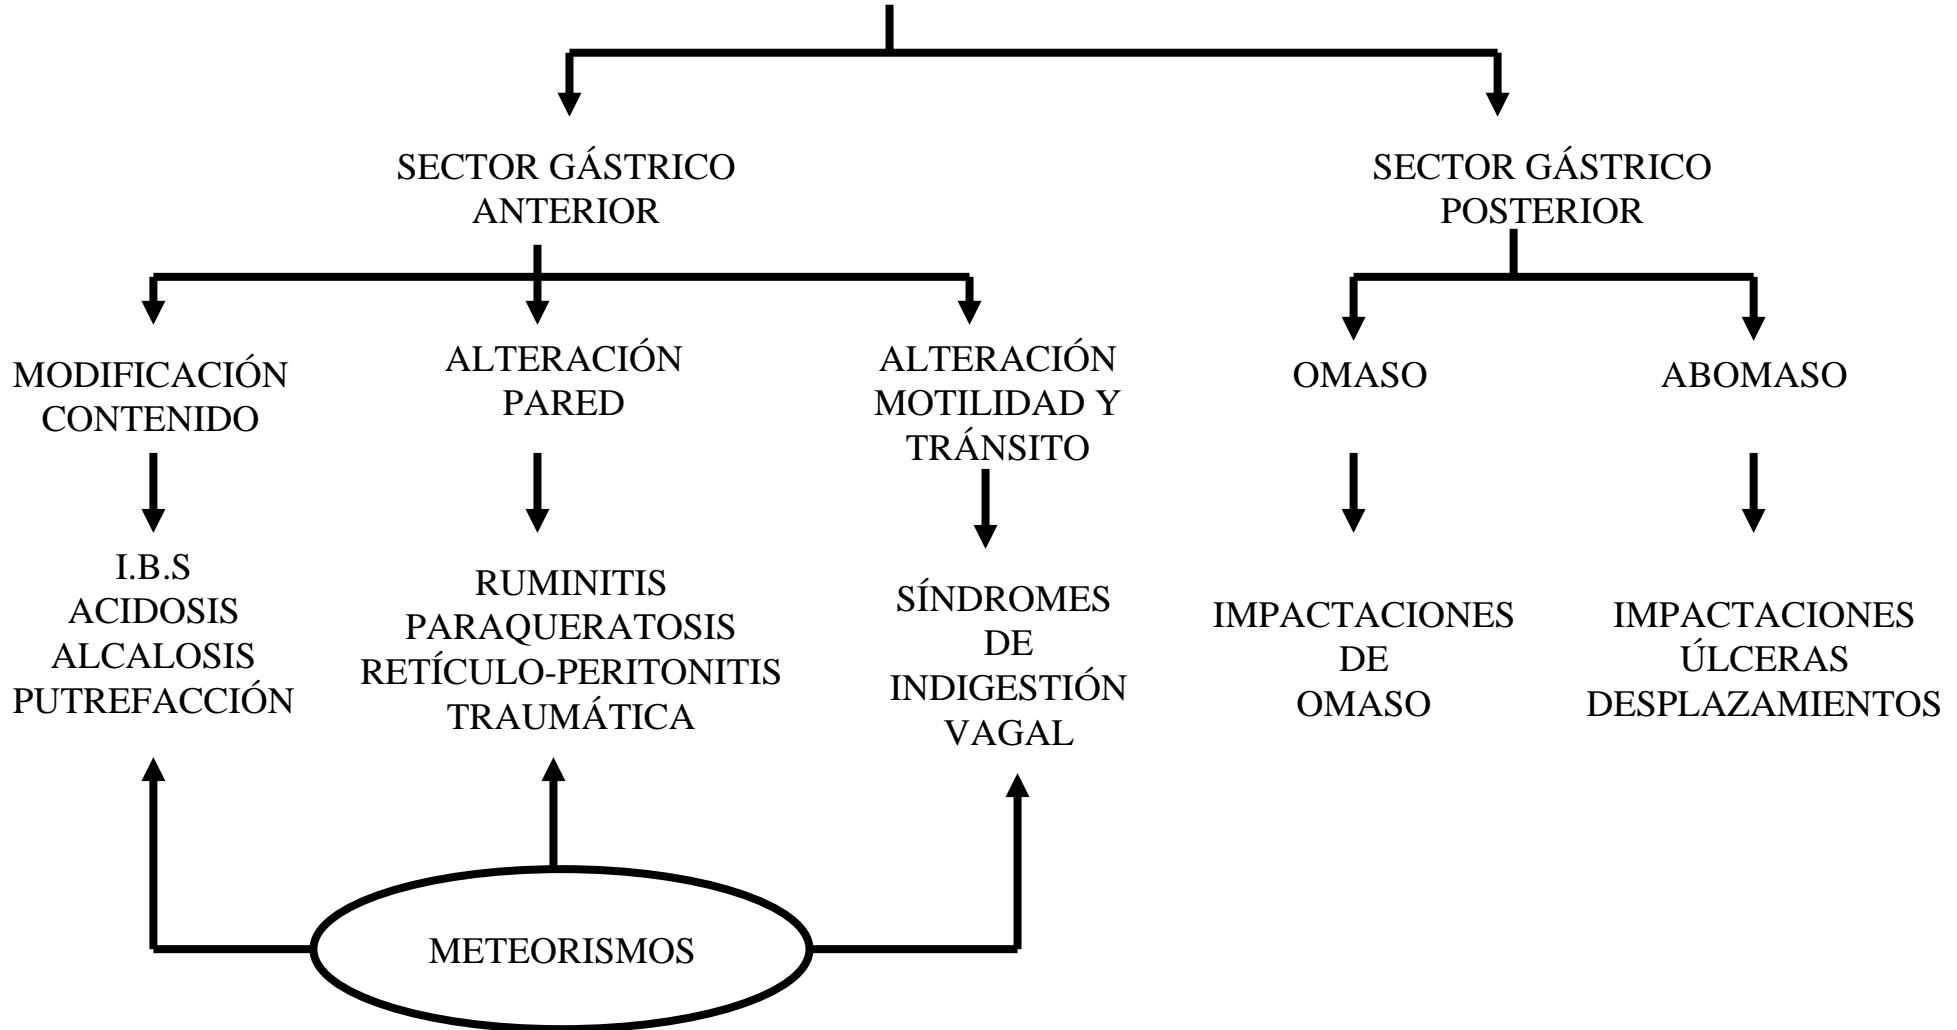 SECTOR GÁSTRICO
ANTERIOR
SECTOR GÁSTRICO
POSTERIOR
MODIFICACIÓN
CONTENIDO
ALTERACIÓN
PARED
ALTERACIÓN
MOTILIDAD Y
TRÁNSITO
OMASO
ABOMASO
I.B.S
ACIDOSIS
ALCALOSIS
PUTREFACCIÓN
RUMINITIS
PARAQUERATOSIS
RETÍCULO-PERITONITIS
TRAUMÁTICA
SÍNDROMES
DE
INDIGESTIÓN
VAGAL
IMPACTACIONES
DE
OMASO
IMPACTACIONES
ÚLCERAS
DESPLAZAMIENTOS
METEORISMOS